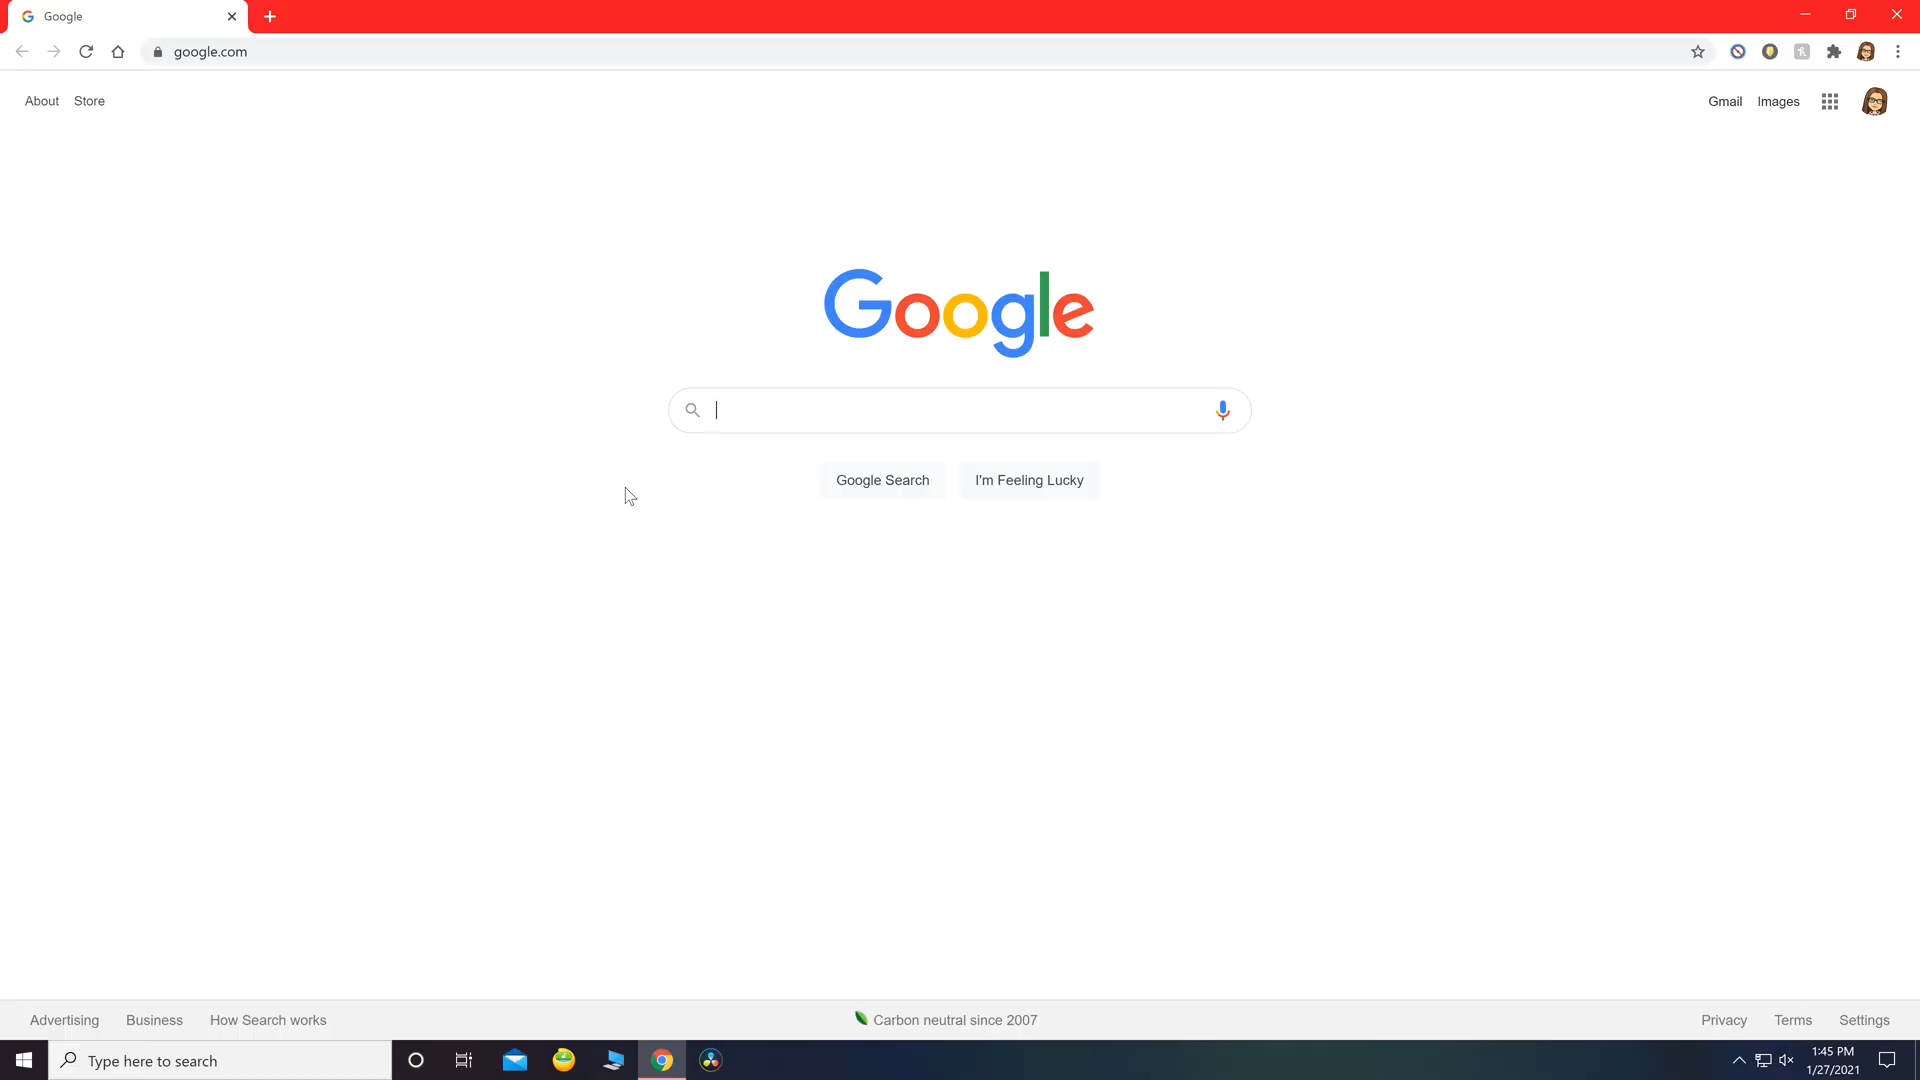 Google
google.com
About Store
Gmail Images
Google
Google Search I'm Feeling Lucky
Advertising Business How Search works
Carbon neutral since 2007
Privacy Terms Settings
Type here to search
1:45 PM
1/27/2021